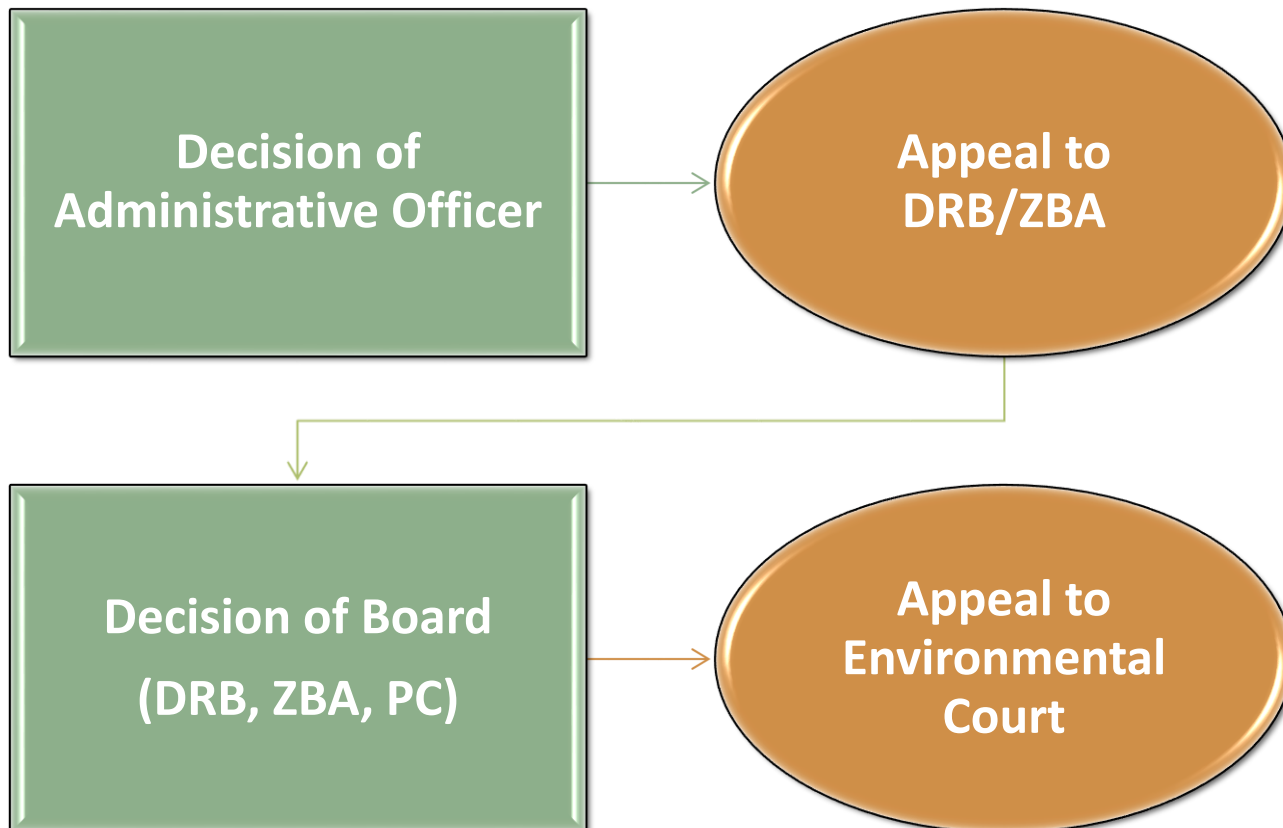 Decision of
Administrative Officer
Appeal to
DRB/ZBA
Decision of Board
(DRB, ZBA, PC)
Appeal to
Environmental
Court